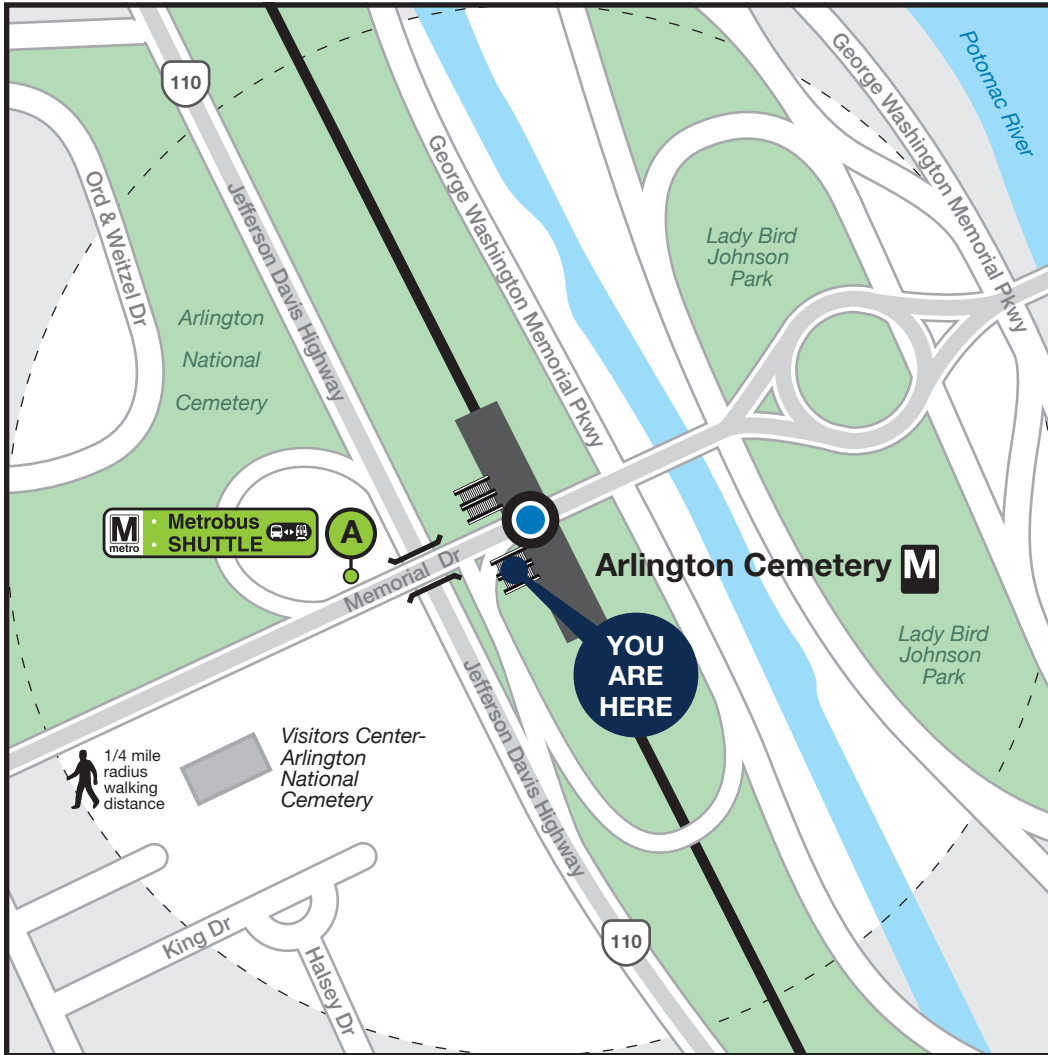 110
George Washington Memorial Pkwy
Potomac River
Ord & Weitzel Dr
Jefferson Davis Highway
George Washington Memorial Pkwy
Lady Bird
Johnson
Park
Arlington
National
Cemetery
M
metro
• Metrobus
• SHUTTLE
A
Memorial Dr
Arlington Cemetery M
YOU
ARE
HERE
Lady Bird
Johnson
Park
Jefferson Davis Highway
1/4 mile
radius
walking
distance
Visitors Center-
Arlington
National
Cemetery
King Dr
Halsey Dr
110